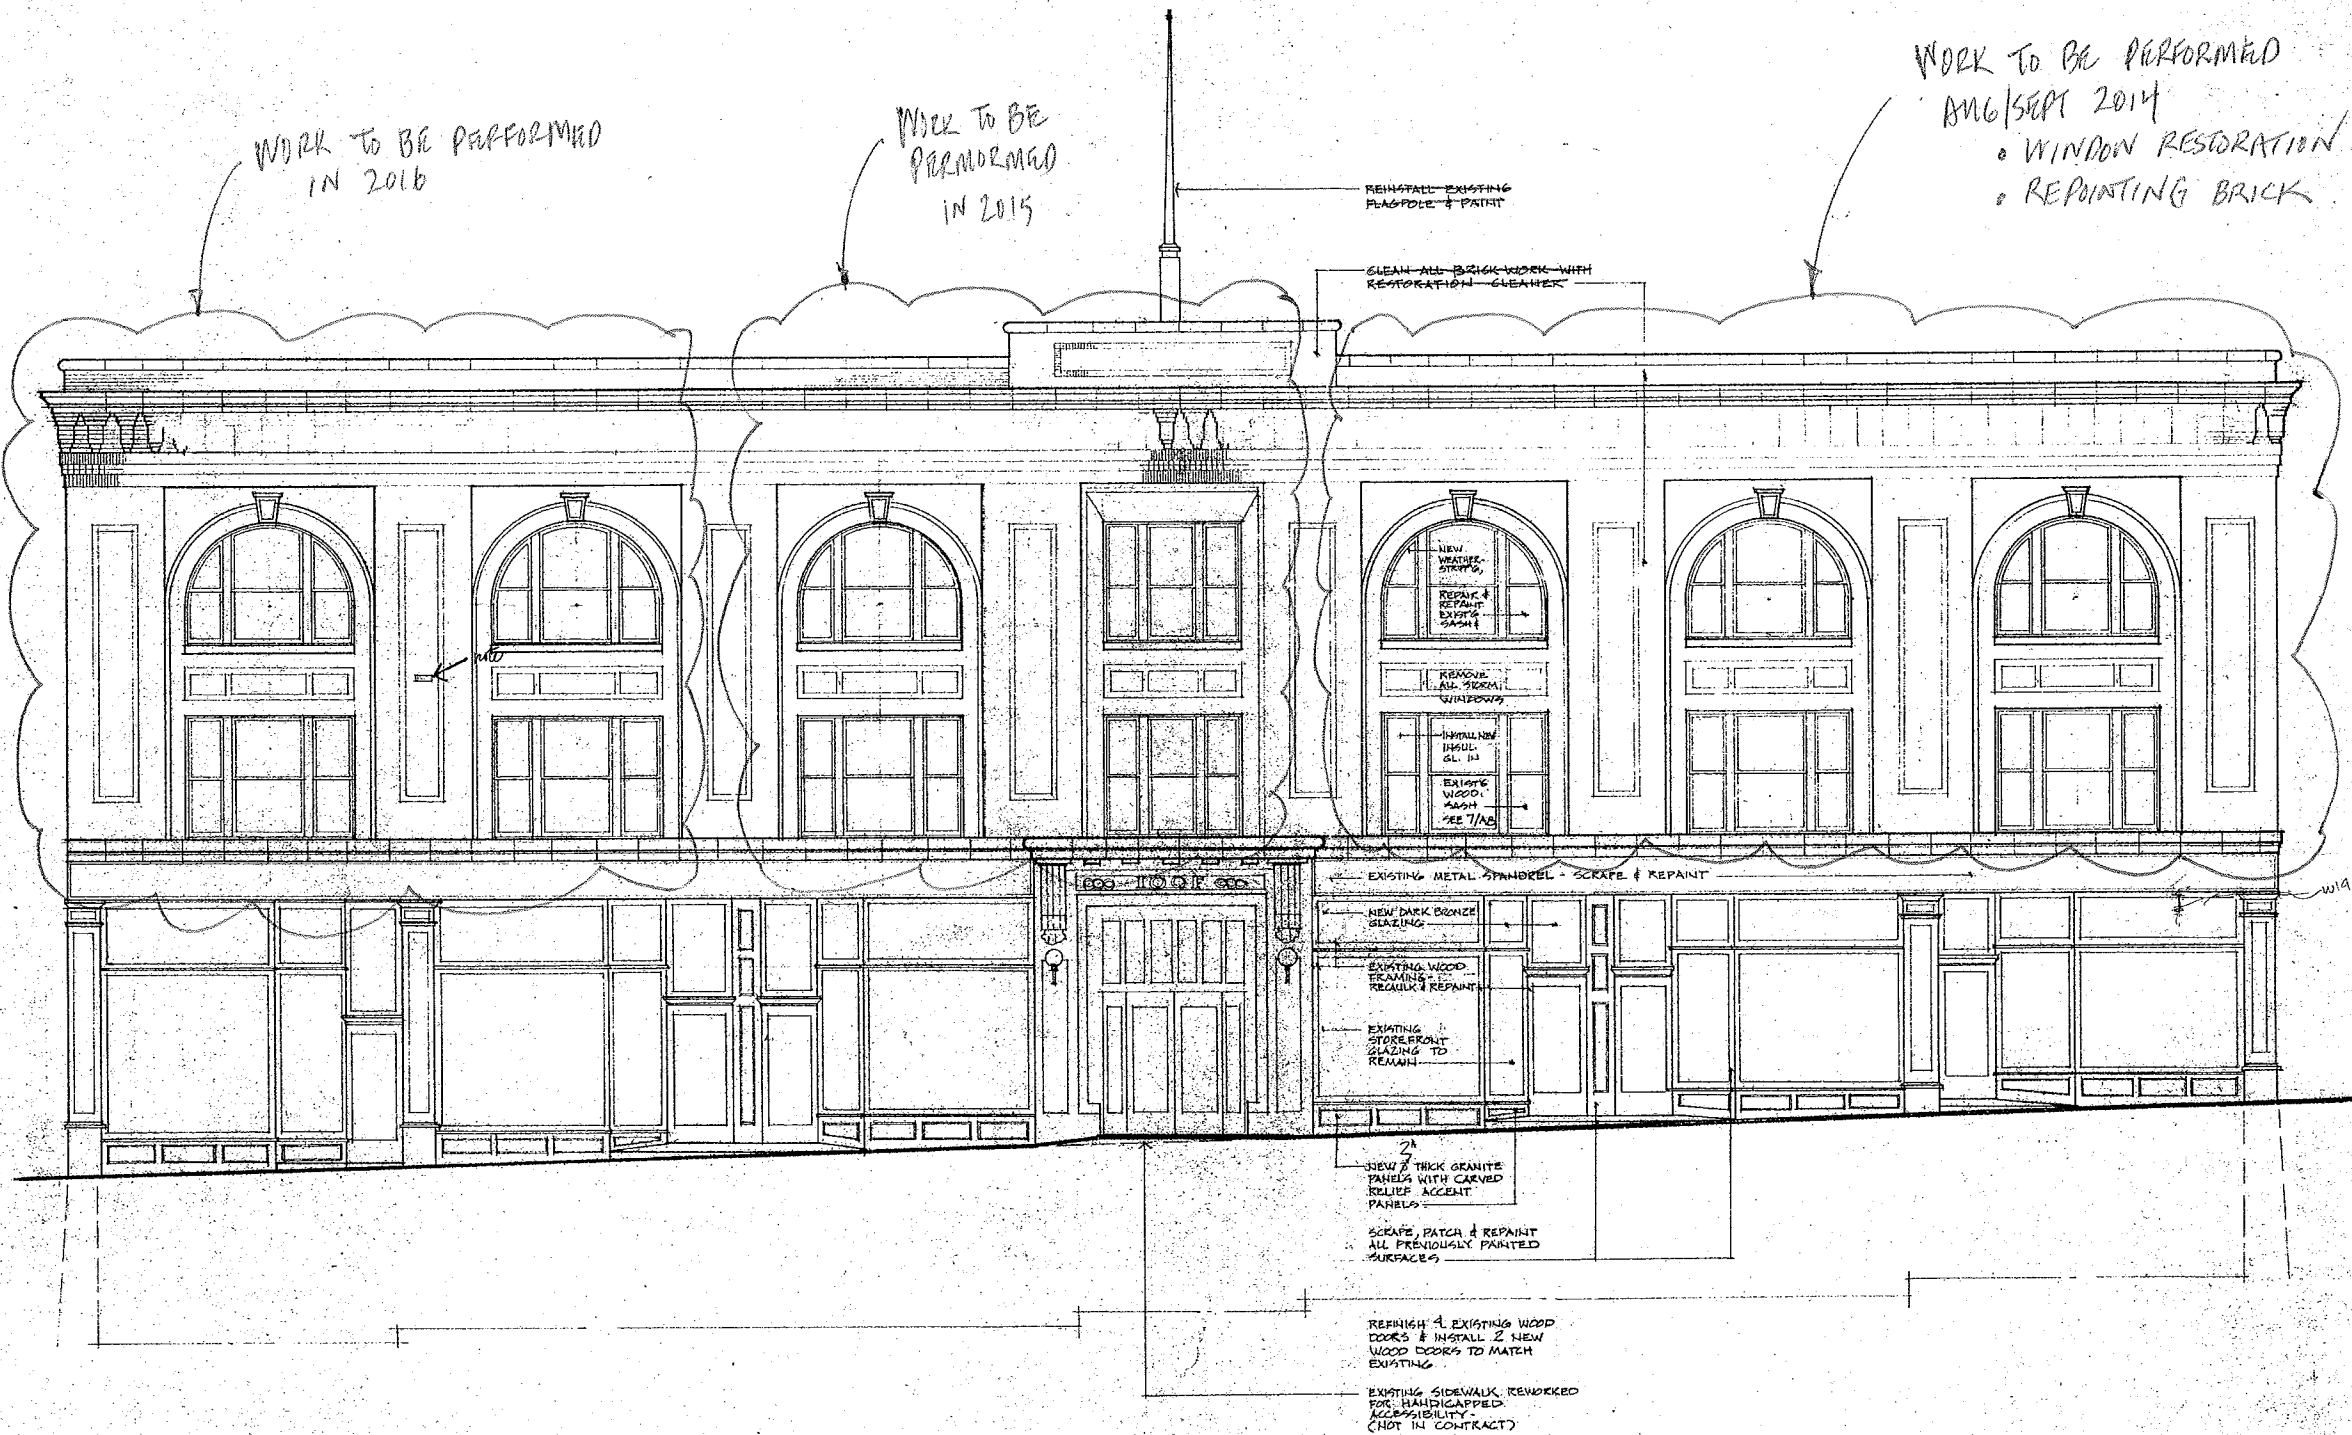 WORK TO BE PERFORMED
IN 2016
WORK TO BE
PERMORMED
IN 2015
WORK TO BE PERFORMED
AUG/SEPT 2014
• WINDOW RESTORATION
• REPOINTING BRICK
REINSTALL EXISTING
FLAGPOLE & PAINT
CLEAN ALL BRICK WORK WITH
RESTORATION CLEANER
NEW
WEATHER-
STRIP'G,
REPAIR &
REPAINT
EXIST'G
SASH &
REMOVE
ALL STORM
WINDOWS
INSTALL NEW
INSUL.
GL. IN
EXIST'G
WOOD
SASH
SEE 7/A8
I O O F
EXISTING METAL SPANDREL - SCRAPE & REPAINT
NEW DARK BRONZE
GLAZING
EXISTING WOOD
FRAMING -
RECAULK & REPAINT
EXISTING
STOREFRONT
GLAZING TO
REMAIN
3"
NEW THICK GRANITE
PANELS WITH CARVED
RELIEF ACCENT
PANELS
SCRAPE, PATCH & REPAINT
ALL PREVIOUSLY PAINTED
SURFACES
REFINISH 4 EXISTING WOOD
DOORS & INSTALL 2 NEW
WOOD DOORS TO MATCH
EXISTING
EXISTING SIDEWALK REWORKED
FOR HANDICAPPED
ACCESSIBILITY -
(NOT IN CONTRACT)